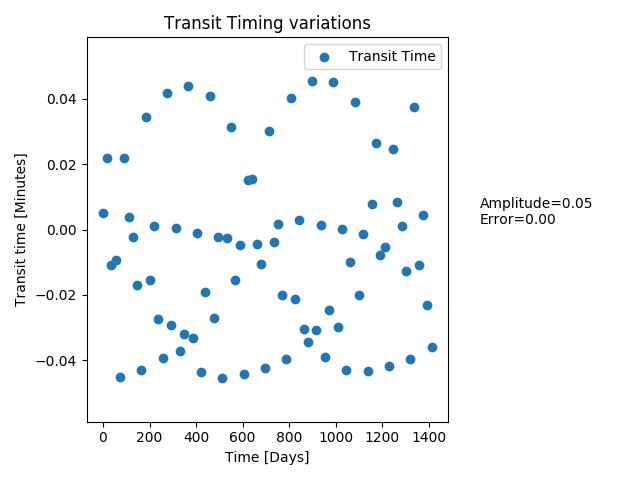 Transit Timing variations
Transit Time
Transit time [Minutes]
0.04
0.02
0.00
−0.02
−0.04
0 200 400 600 800 1000 1200 1400
Time [Days]
Amplitude=0.05
Error=0.00